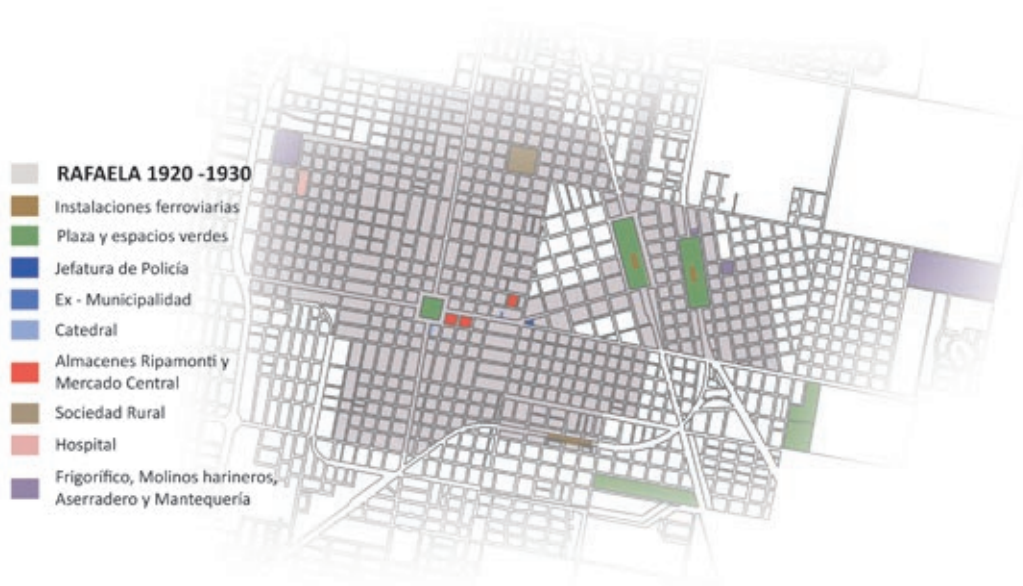 RAFAELA 1920 -1930
Instalaciones ferroviarias
Plaza y espacios verdes
Jefatura de Policía
Ex - Municipalidad
Catedral
Almacenes Ripamonti y
Mercado Central
Sociedad Rural
Hospital
Frigorífico, Molinos harineros,
Aserradero y Mantequería